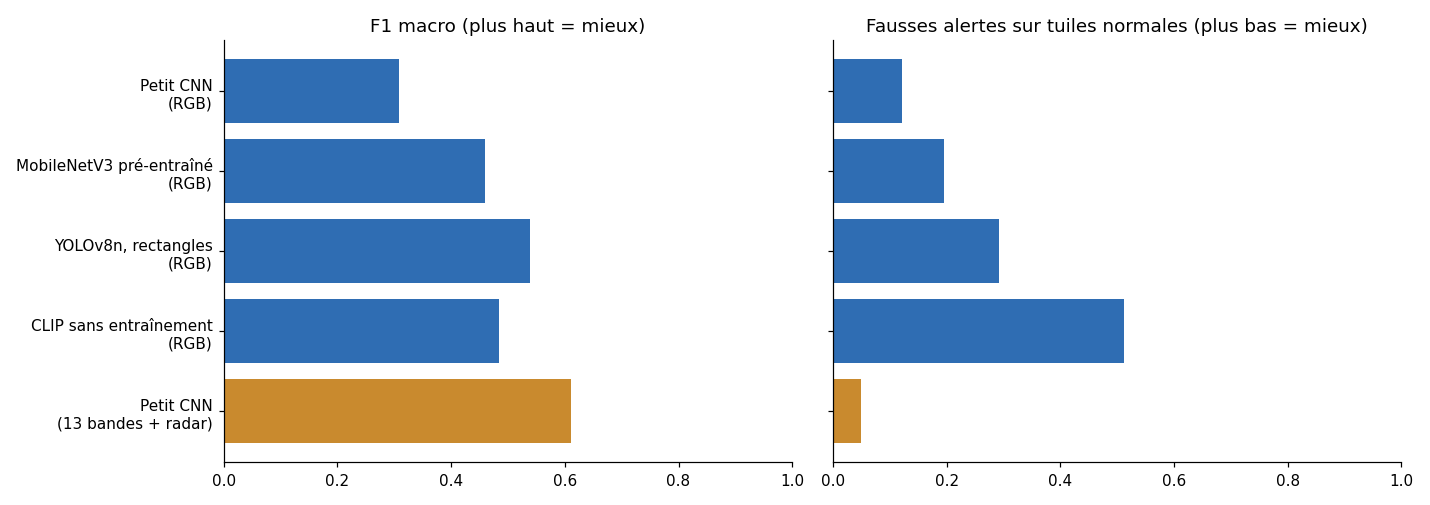 F1 macro (plus haut = mieux)
Fausses alertes sur tuiles normales (plus bas = mieux)
Petit CNN
(RGB)
MobileNetV3 pré-entraîné
(RGB)
YOLOv8n, rectangles
(RGB)
CLIP sans entraînement
(RGB)
Petit CNN
(13 bandes + radar)
0.0 0.2 0.4 0.6 0.8 1.0
0.0 0.2 0.4 0.6 0.8 1.0